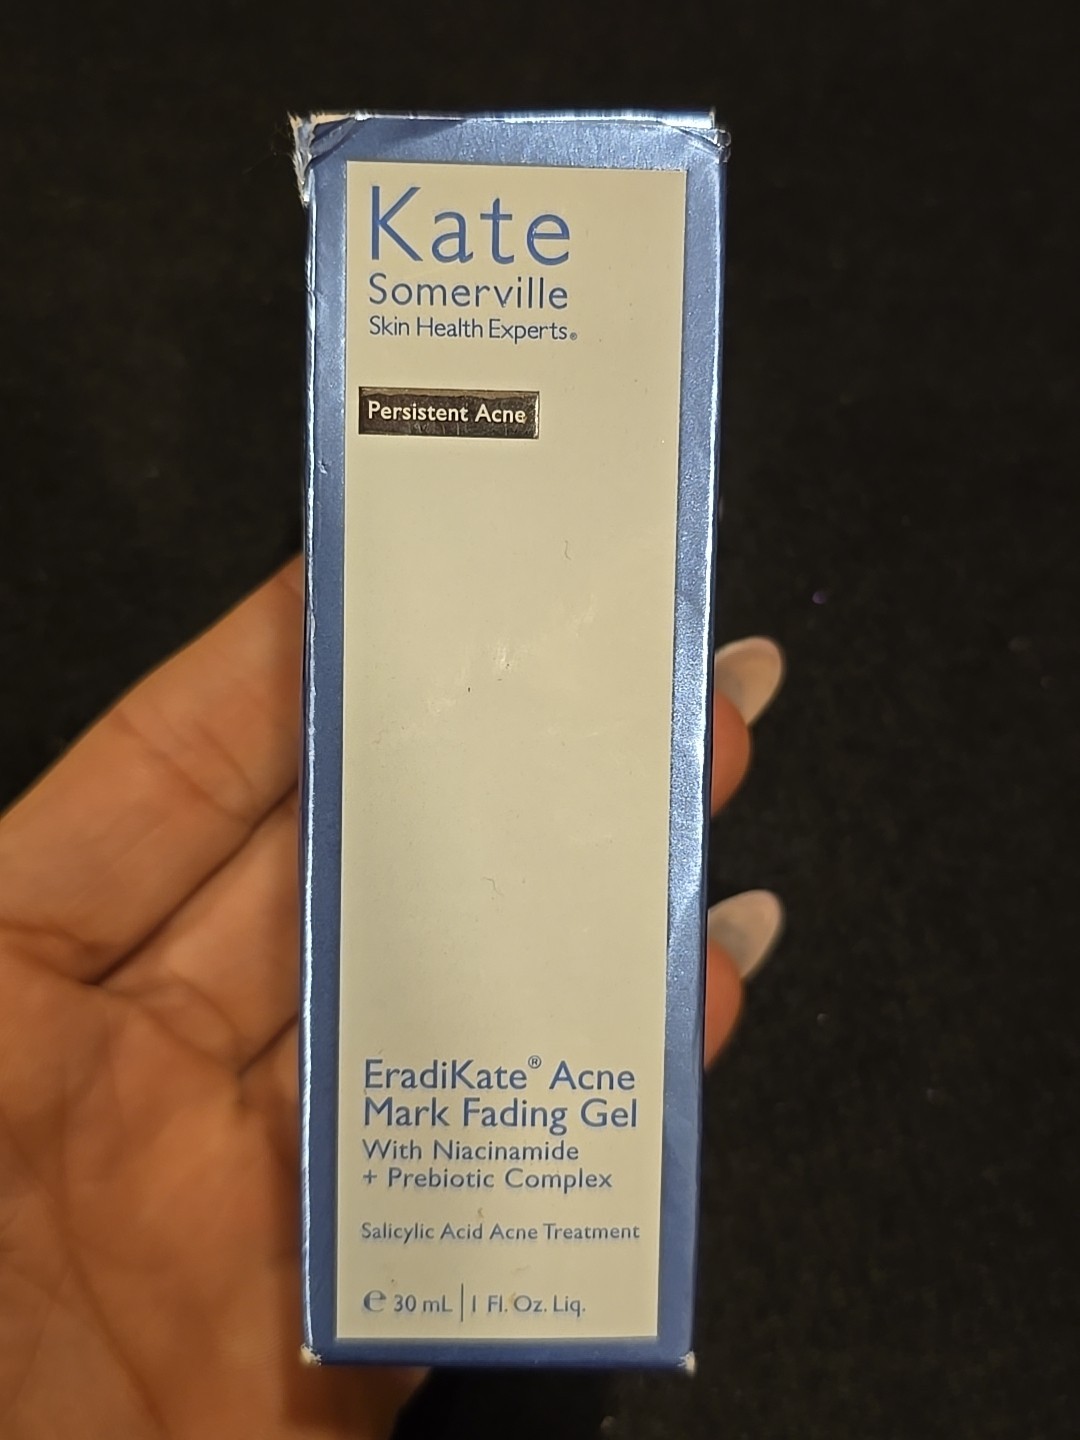 Kate
Somerville
Skin Health Experts®
Persistent Acne
EradiKate® Acne
Mark Fading Gel
With Niacinamide
+ Prebiotic Complex
Salicylic Acid Acne Treatment
℮ 30 mL | 1 Fl. Oz. Liq.